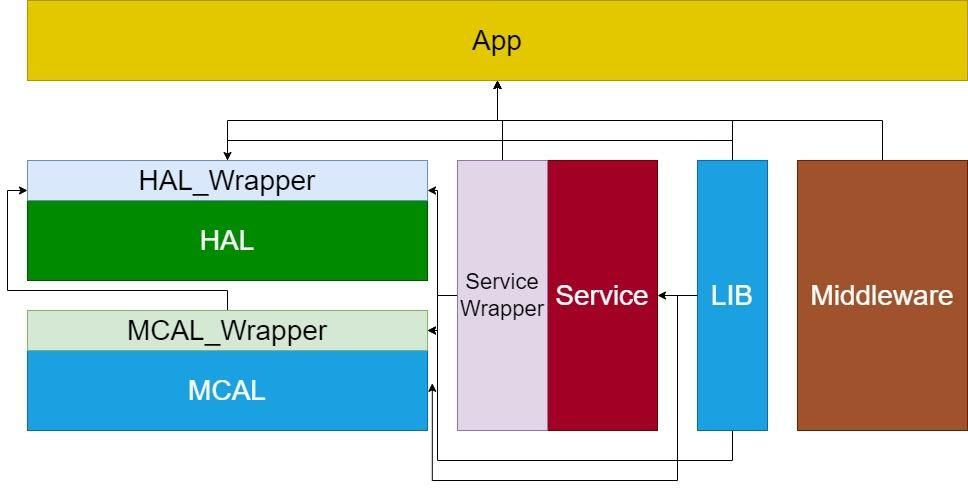 App
HAL_Wrapper
HAL
MCAL_Wrapper
MCAL
Service
Wrapper
Service
LIB
Middleware